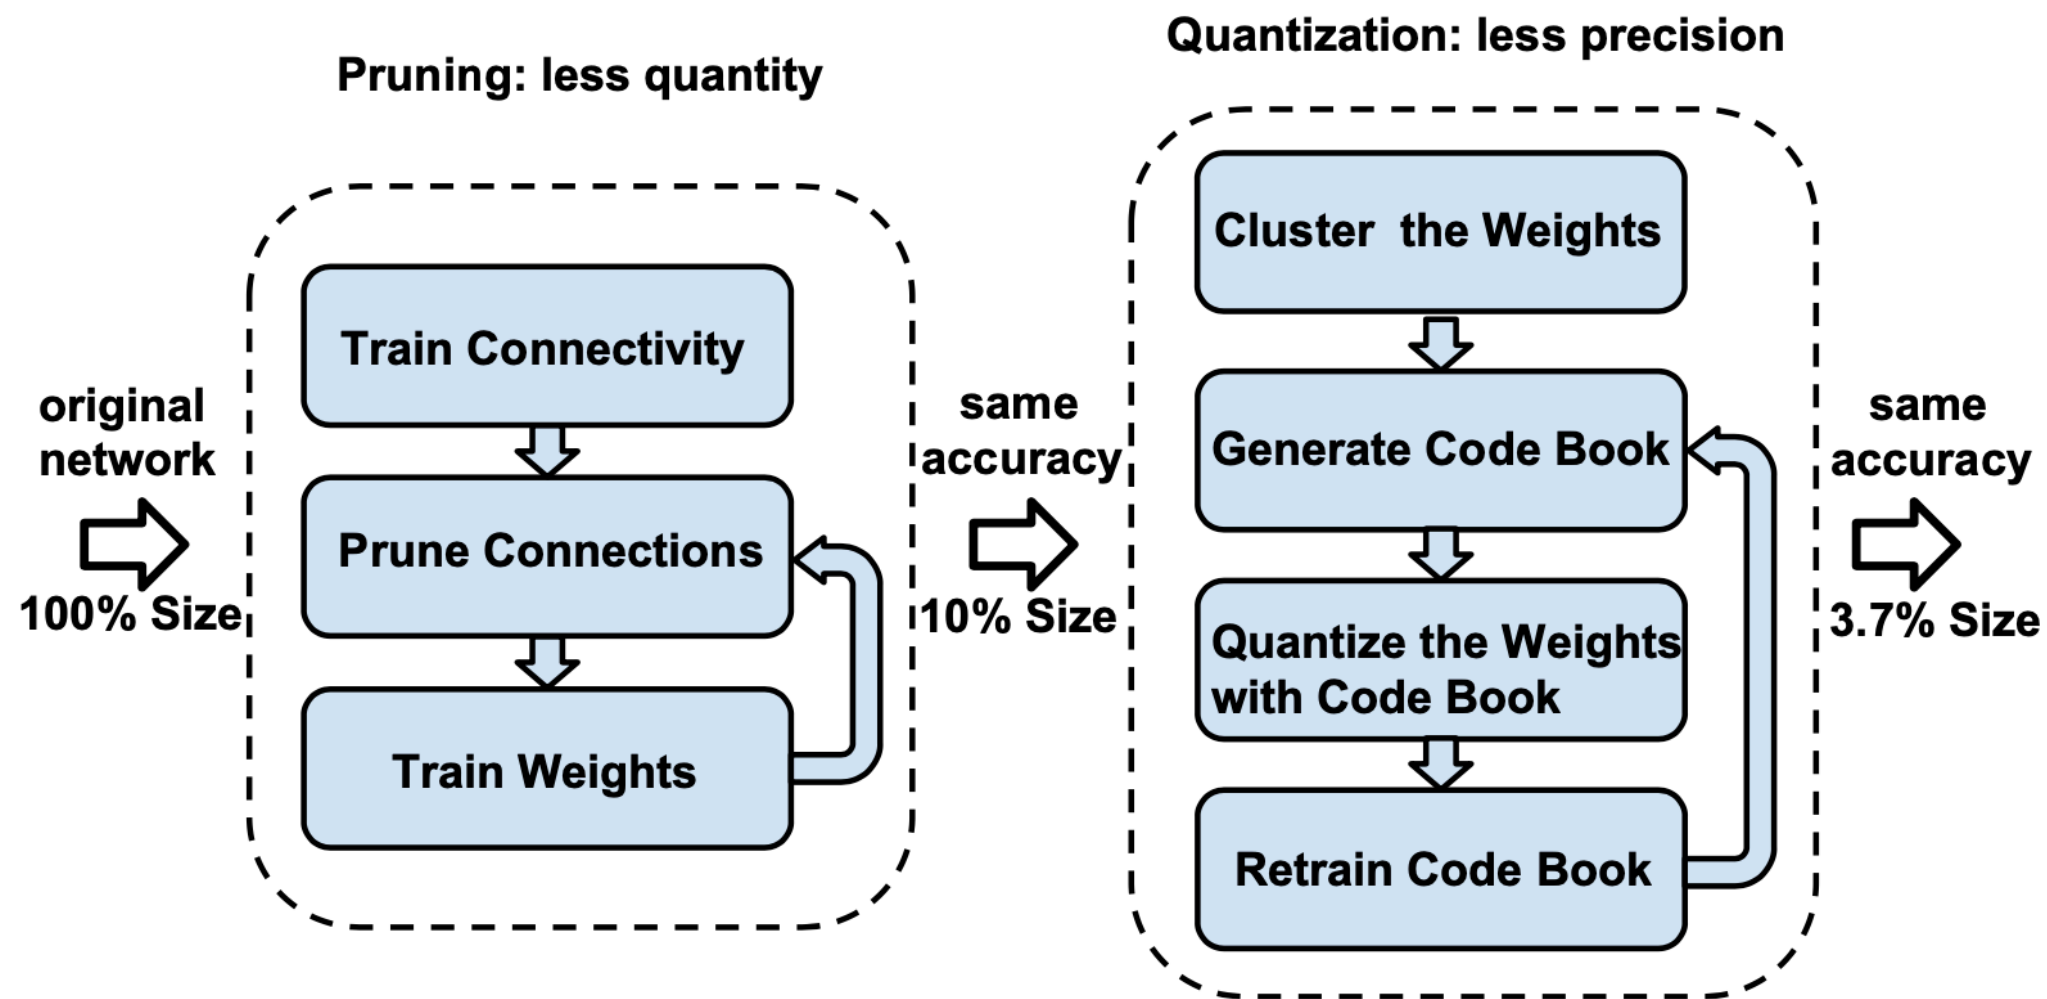 Pruning: less quantity
Quantization: less precision
original
network
100% Size
Train Connectivity
Prune Connections
Train Weights
same
accuracy
10% Size
Cluster  the Weights
Generate Code Book
Quantize the Weights
with Code Book
Retrain Code Book
same
accuracy
3.7% Size